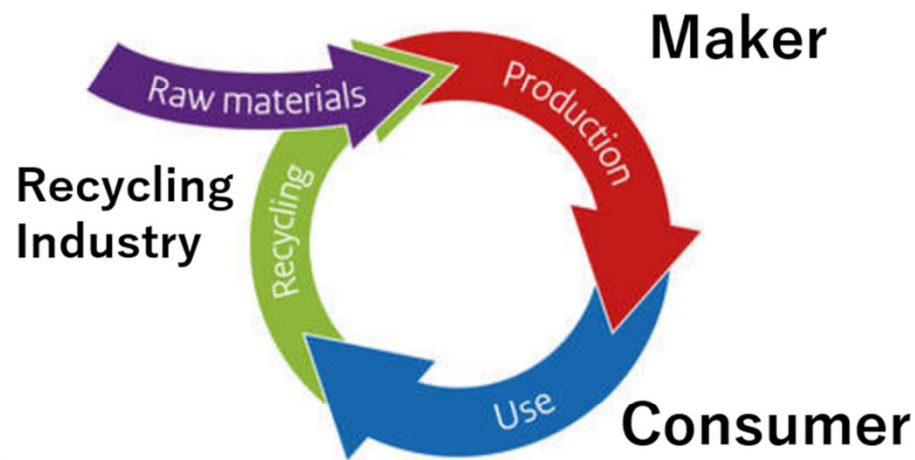 Maker
Raw materials
Production
Recycling
Industry
Recycling
Use
Consumer